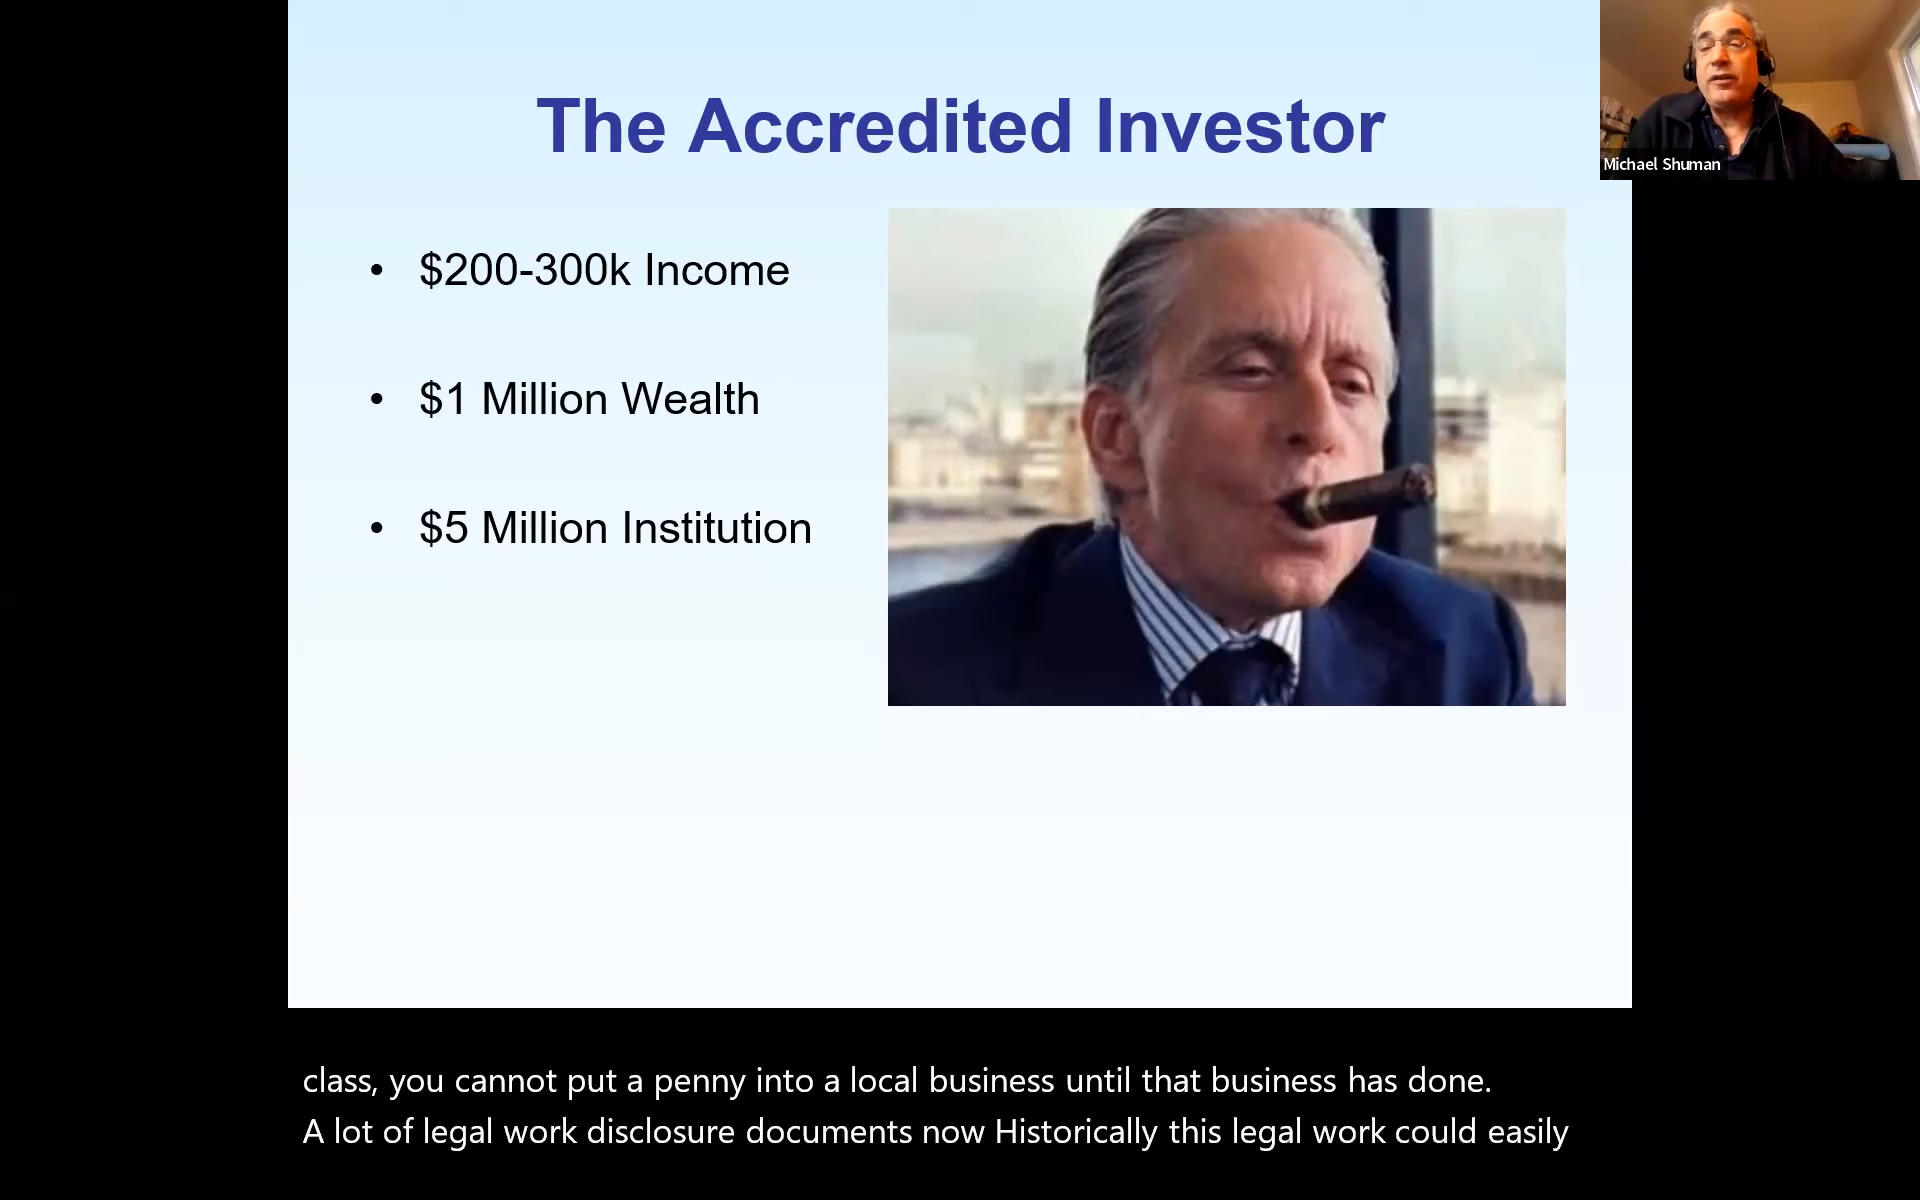 The Accredited Investor
Michael Shuman
• $200-300k Income
• $1 Million Wealth
• $5 Million Institution
class, you cannot put a penny into a local business until that business has done.
A lot of legal work disclosure documents now Historically this legal work could easily